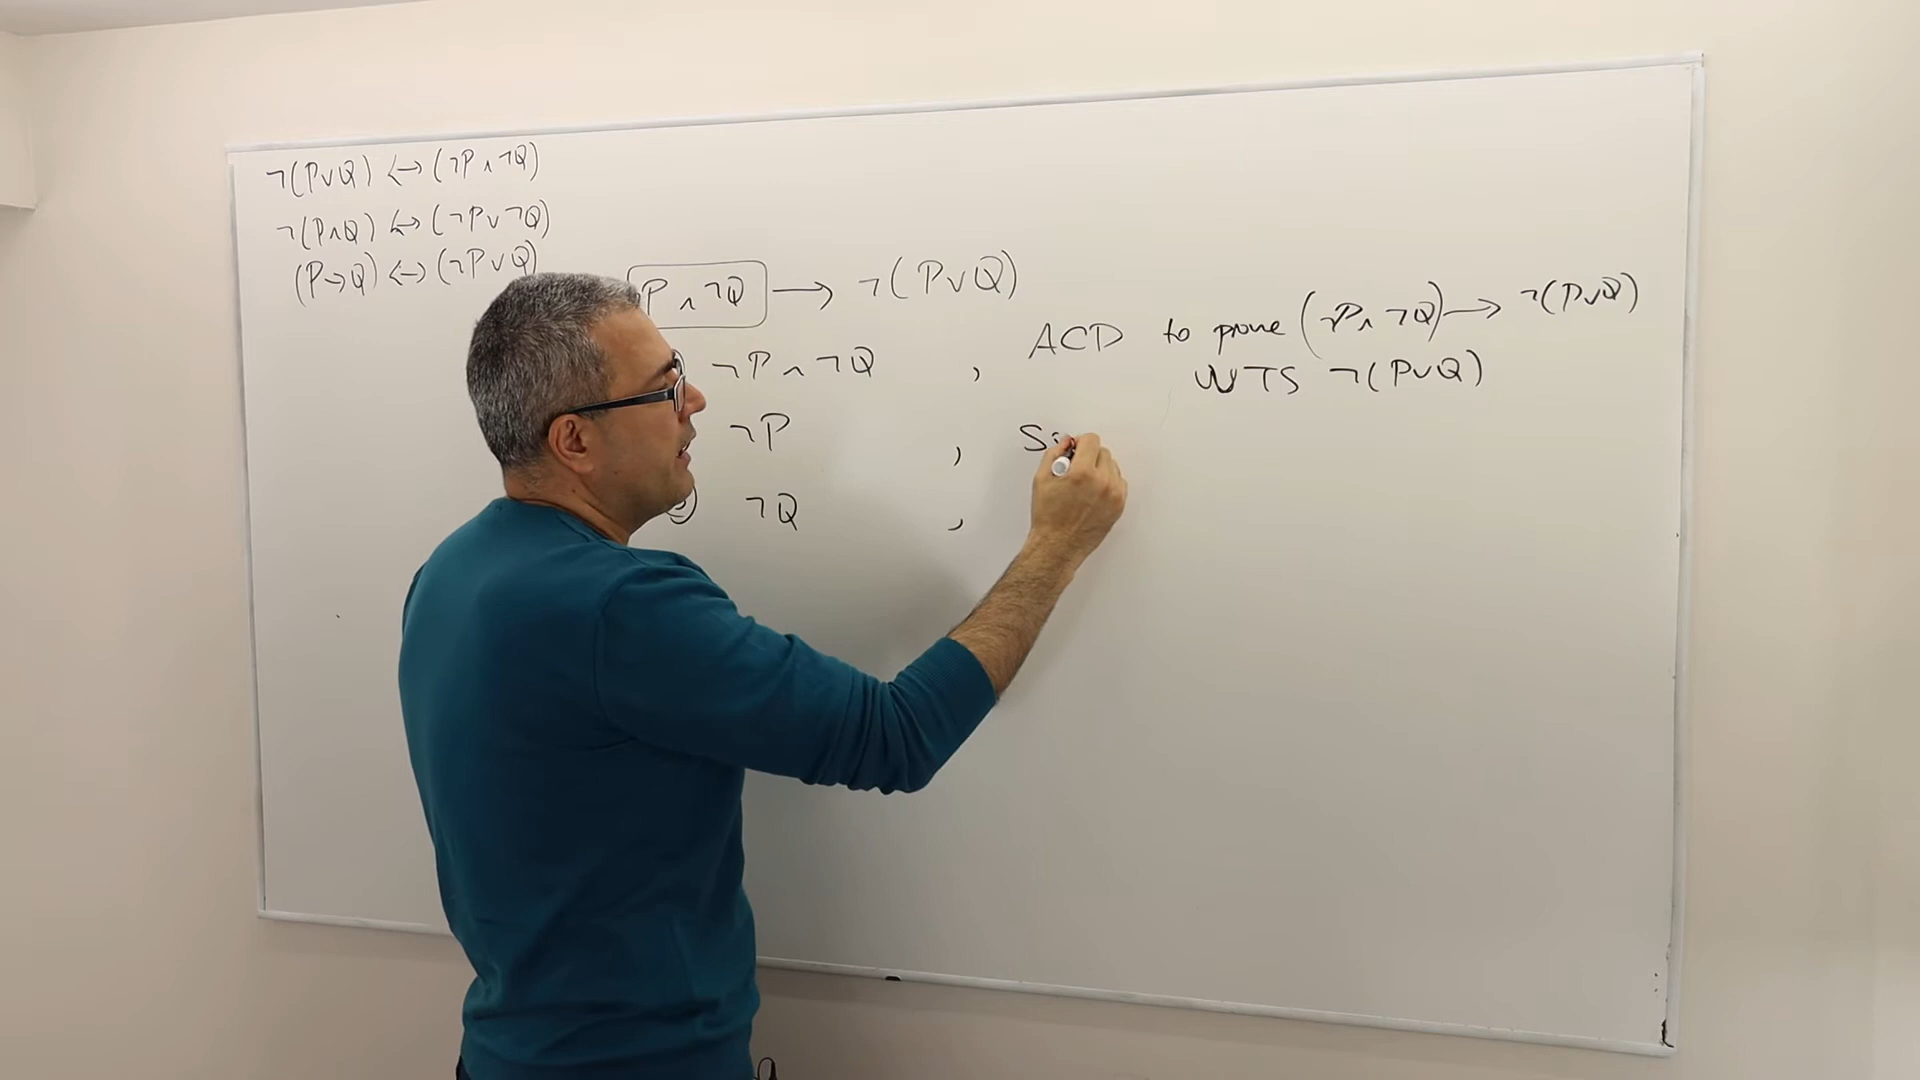 ¬(P∨Q) ↔ (¬P∧¬Q)
¬(P∧Q) ↔ (¬P∨¬Q)
(P→Q) ↔ (¬P∨Q)
P∧¬Q → ¬(P∨Q)
¬P∧¬Q , ACD to prove (¬P∧¬Q) → ¬(P∨Q)
WTS ¬(P∨Q)
¬P ,
¬Q ,